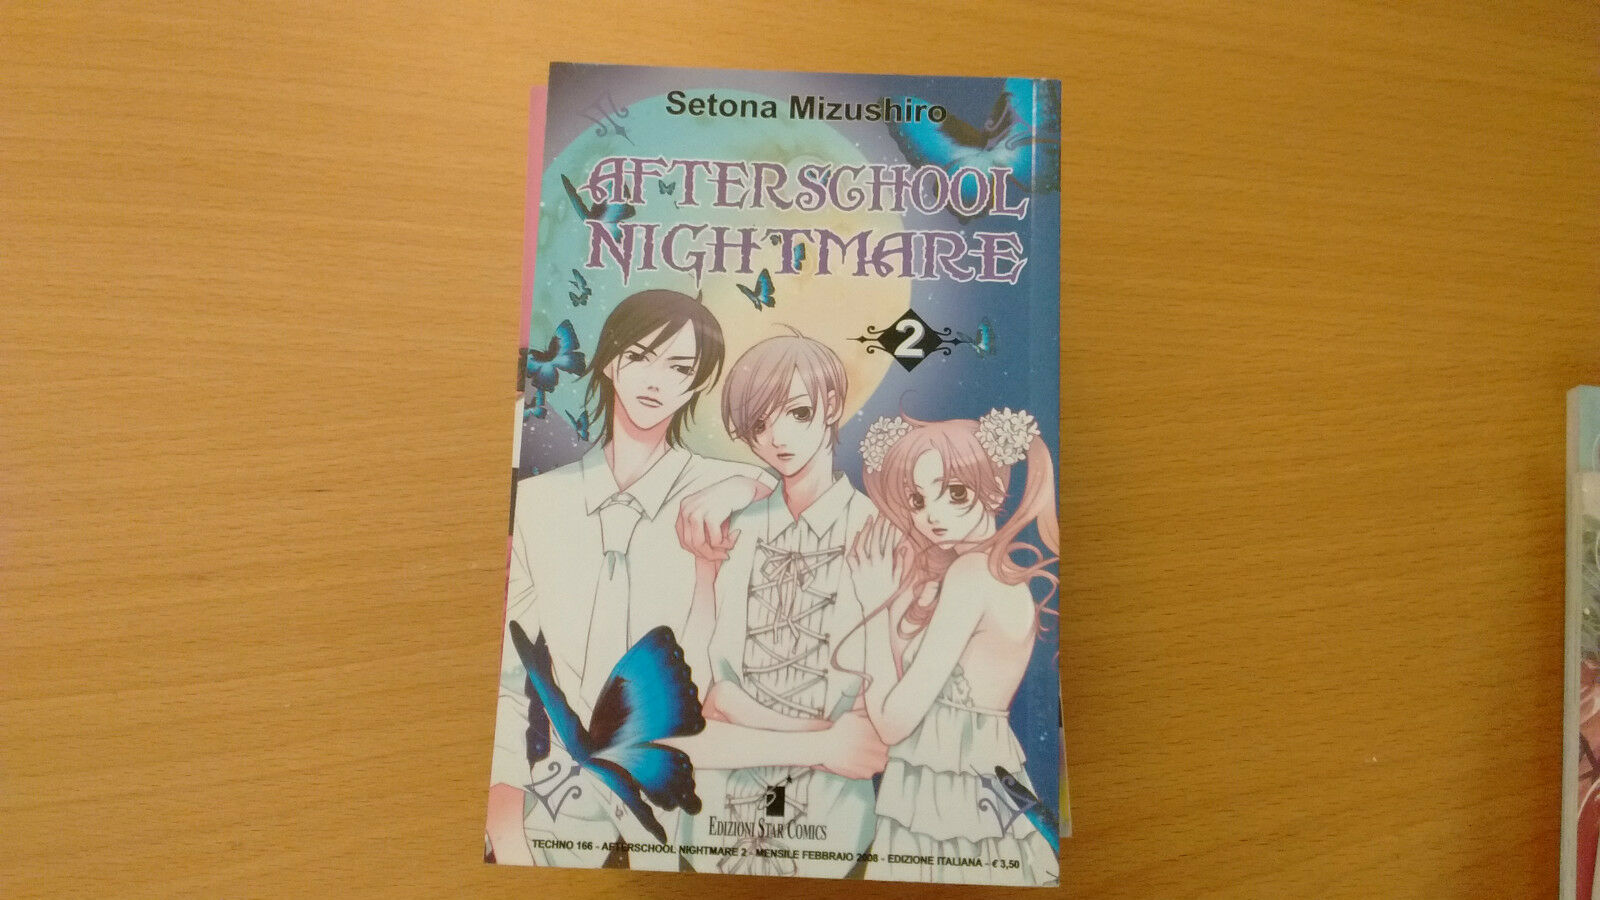 Setona Mizushiro
AFTERSCHOOL
NIGHTMARE
2
EDIZIONI STAR COMICS
TECHNO 166 - AFTERSCHOOL NIGHTMARE 2 - MENSILE FEBBRAIO 2008 - EDIZIONE ITALIANA - € 3,50